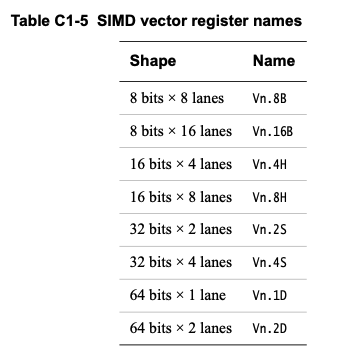 Table C1-5 SIMD vector register names
Shape Name
8 bits × 8 lanes Vn.8B
8 bits × 16 lanes Vn.16B
16 bits × 4 lanes Vn.4H
16 bits × 8 lanes Vn.8H
32 bits × 2 lanes Vn.2S
32 bits × 4 lanes Vn.4S
64 bits × 1 lane Vn.1D
64 bits × 2 lanes Vn.2D